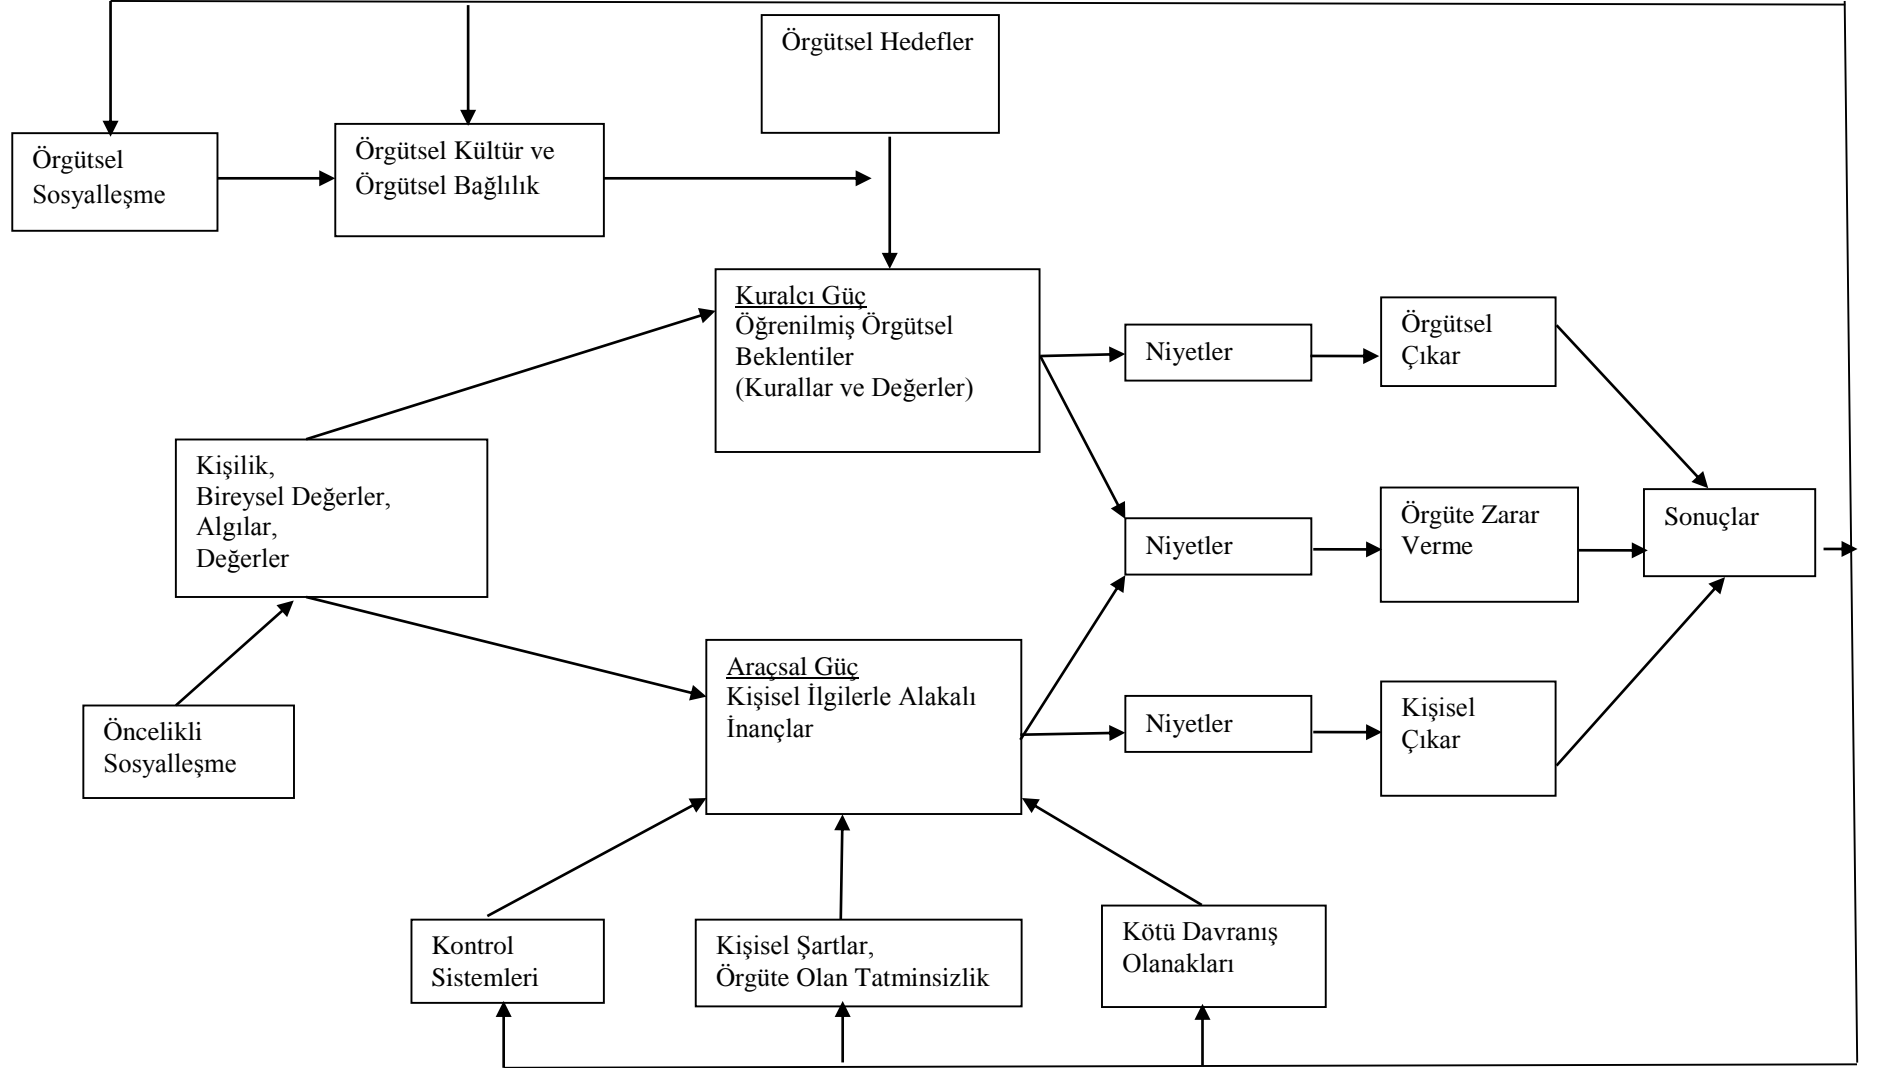 Örgütsel Hedefler
Örgütsel
Sosyalleşme
Örgütsel Kültür ve
Örgütsel Bağlılık
Kuralcı Güç
Öğrenilmiş Örgütsel
Beklentiler
(Kurallar ve Değerler)
Niyetler
Örgütsel
Çıkar
Kişilik,
Bireysel Değerler,
Algılar,
Değerler
Niyetler
Örgüte Zarar
Verme
Sonuçlar
Araçsal Güç
Kişisel İlgilerle Alakalı
İnançlar
Niyetler
Kişisel
Çıkar
Öncelikli
Sosyalleşme
Kontrol
Sistemleri
Kişisel Şartlar,
Örgüte Olan Tatminsizlik
Kötü Davranış
Olanakları